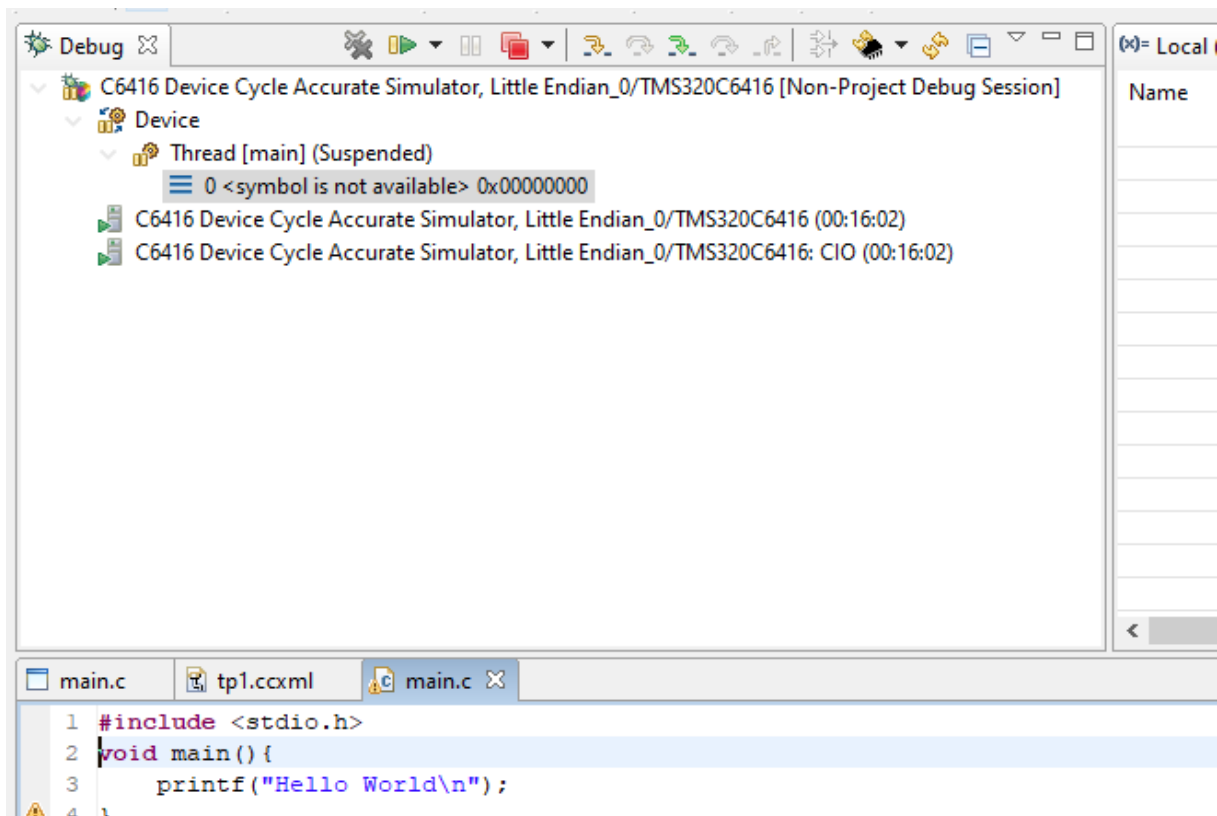 Debug
(x)= Local (
C6416 Device Cycle Accurate Simulator, Little Endian_0/TMS320C6416 [Non-Project Debug Session]
Name
Device
Thread [main] (Suspended)
0 <symbol is not available> 0x00000000
C6416 Device Cycle Accurate Simulator, Little Endian_0/TMS320C6416 (00:16:02)
C6416 Device Cycle Accurate Simulator, Little Endian_0/TMS320C6416: CIO (00:16:02)
main.c
tp1.ccxml
main.c
1 #include <stdio.h>
2 void main(){
3 printf("Hello World\n");
4 }